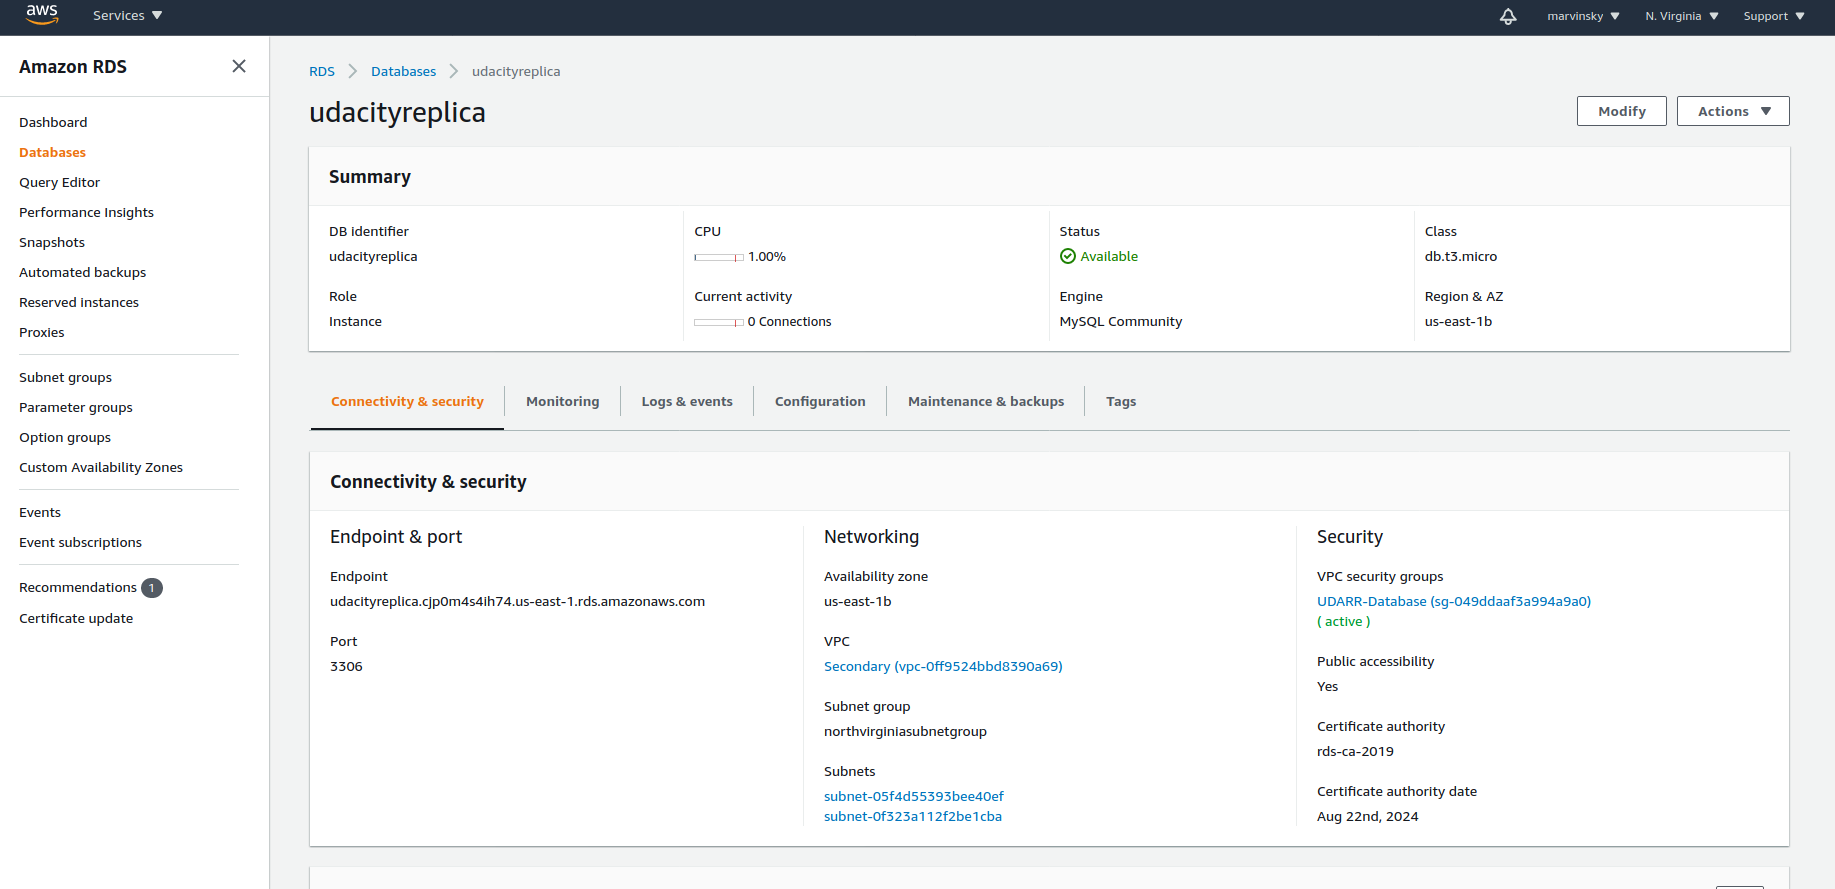 aws Services marvinsky N. Virginia Support
Amazon RDS
Dashboard
Databases
Query Editor
Performance Insights
Snapshots
Automated backups
Reserved instances
Proxies
Subnet groups
Parameter groups
Option groups
Custom Availability Zones
Events
Event subscriptions
Recommendations 1
Certificate update
RDS Databases udacityreplica
udacityreplica
Modify Actions
Summary
DB identifier
udacityreplica
Role
Instance
CPU
1.00%
Current activity
0 Connections
Status
Available
Engine
MySQL Community
Class
db.t3.micro
Region & AZ
us-east-1b
Connectivity & security Monitoring Logs & events Configuration Maintenance & backups Tags
Connectivity & security
Endpoint & port
Endpoint
udacityreplica.cjp0m4s4ih74.us-east-1.rds.amazonaws.com
Port
3306
Networking
Availability zone
us-east-1b
VPC
Secondary (vpc-0ff9524bbd8390a69)
Subnet group
northvirginiasubnetgroup
Subnets
subnet-05f4d55393bee40ef
subnet-0f323a112f2be1cba
Security
VPC security groups
UDARR-Database (sg-049ddaaf3a994a9a0)
( active )
Public accessibility
Yes
Certificate authority
rds-ca-2019
Certificate authority date
Aug 22nd, 2024